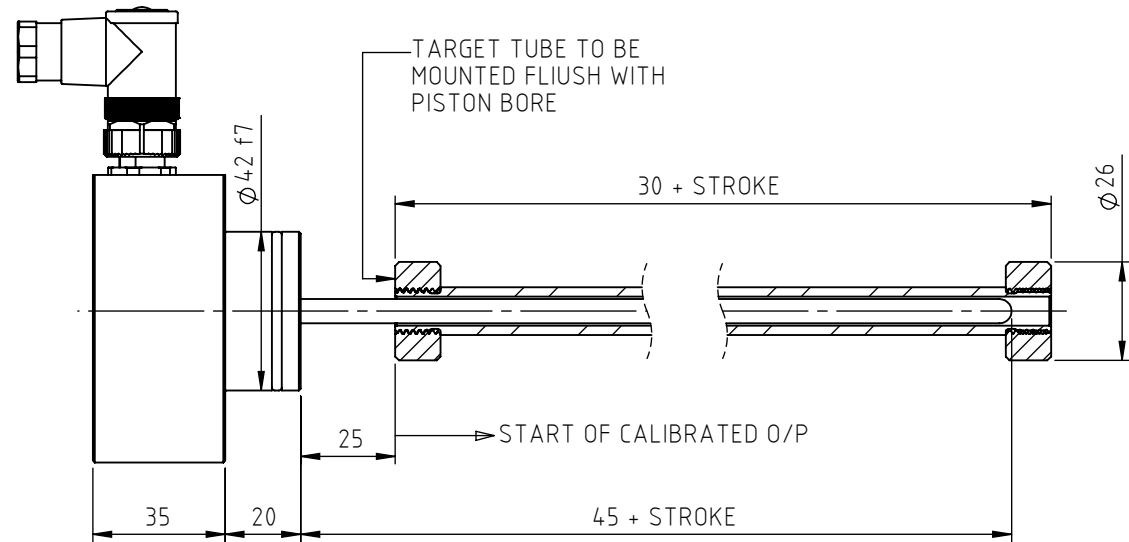 TARGET TUBE TO BE
MOUNTED FLIUSH WITH
PISTON BORE
Ø42 f7
30 + STROKE
Ø26
25
START OF CALIBRATED O/P
35
20
45 + STROKE